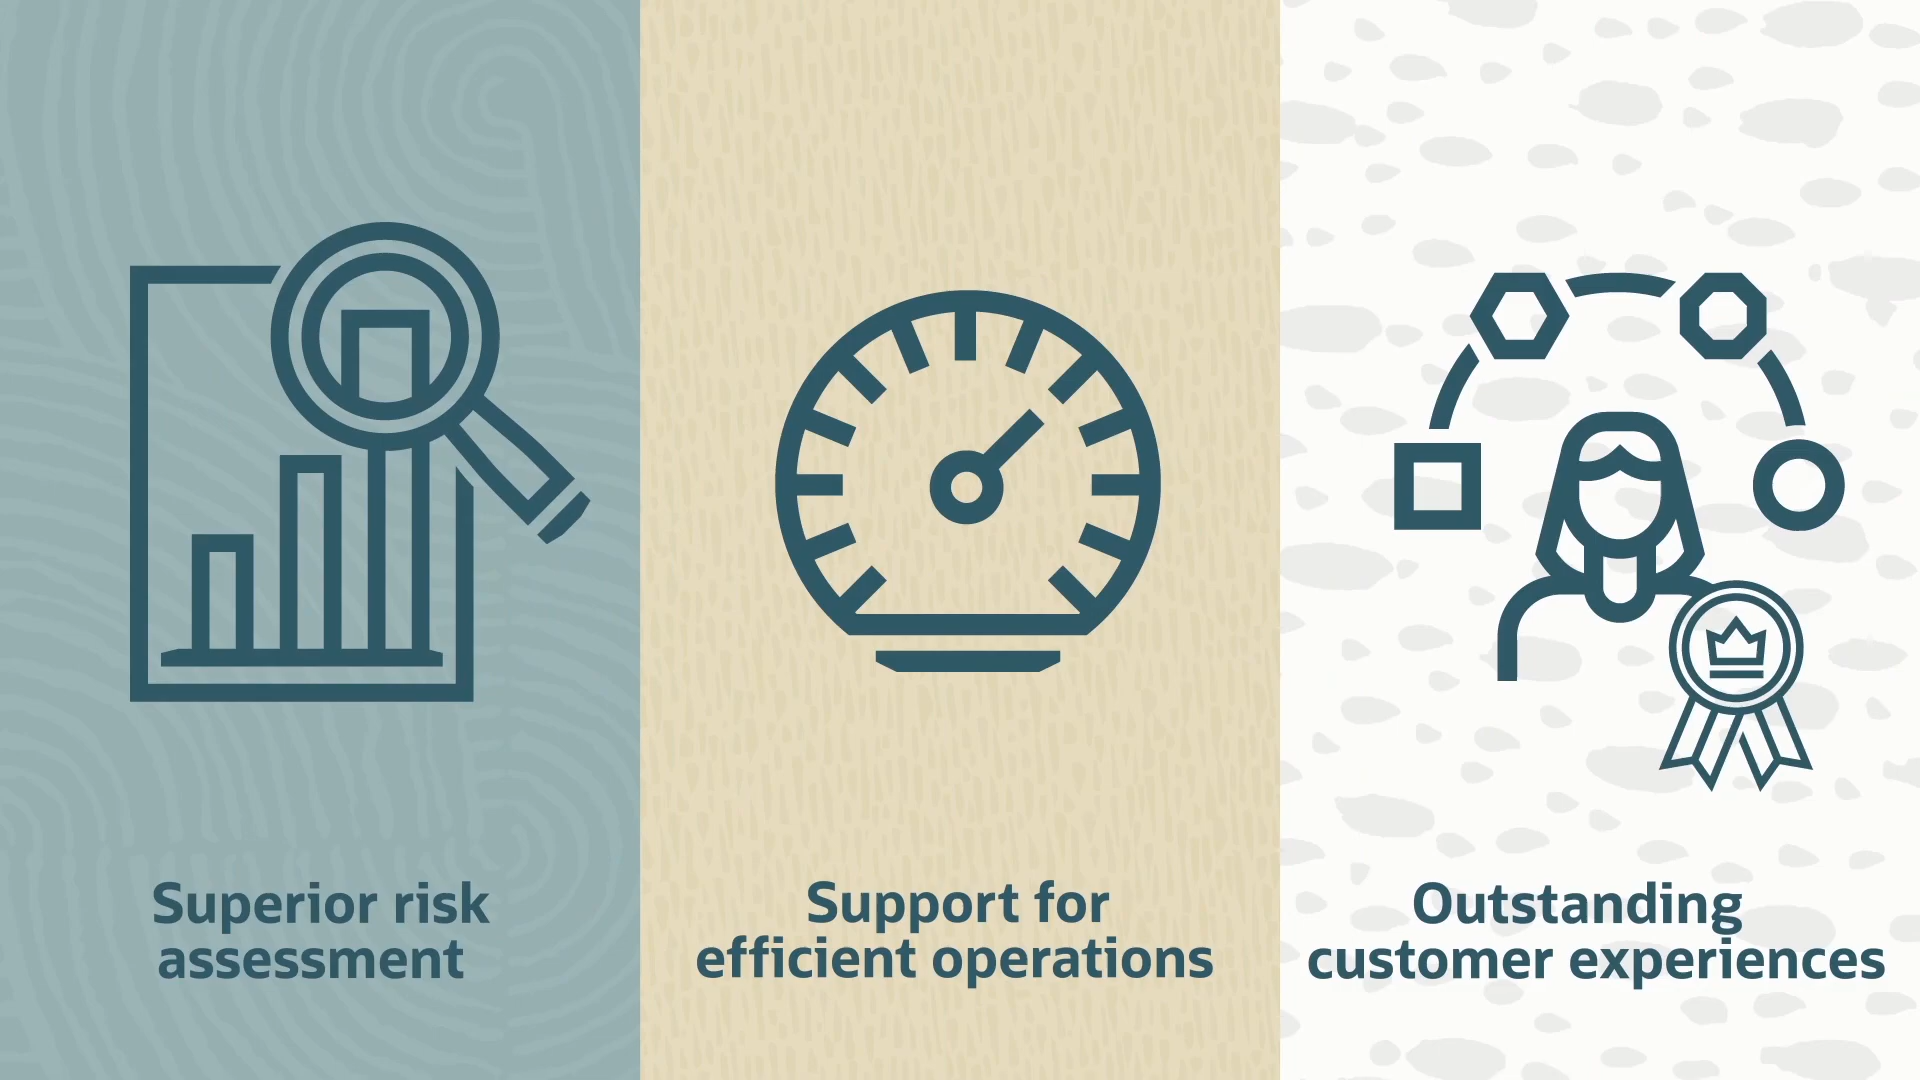 Superior risk
assessment
Support for
efficient operations
Outstanding
customer experiences